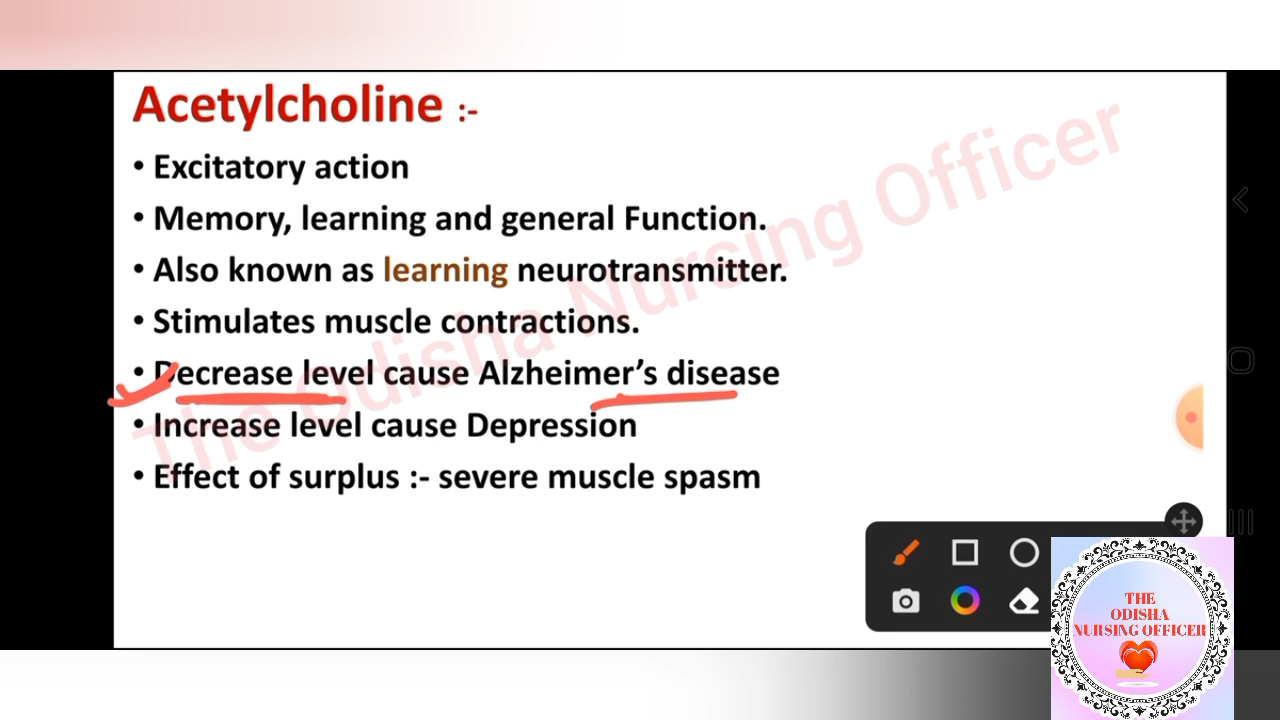 Acetylcholine :-
• Excitatory action
• Memory, learning and general Function.
• Also known as learning neurotransmitter.
• Stimulates muscle contractions.
• Decrease level cause Alzheimer's disease
• Increase level cause Depression
• Effect of surplus :- severe muscle spasm
The Odisha Nursing Officer
THE
ODISHA
NURSING OFFICER